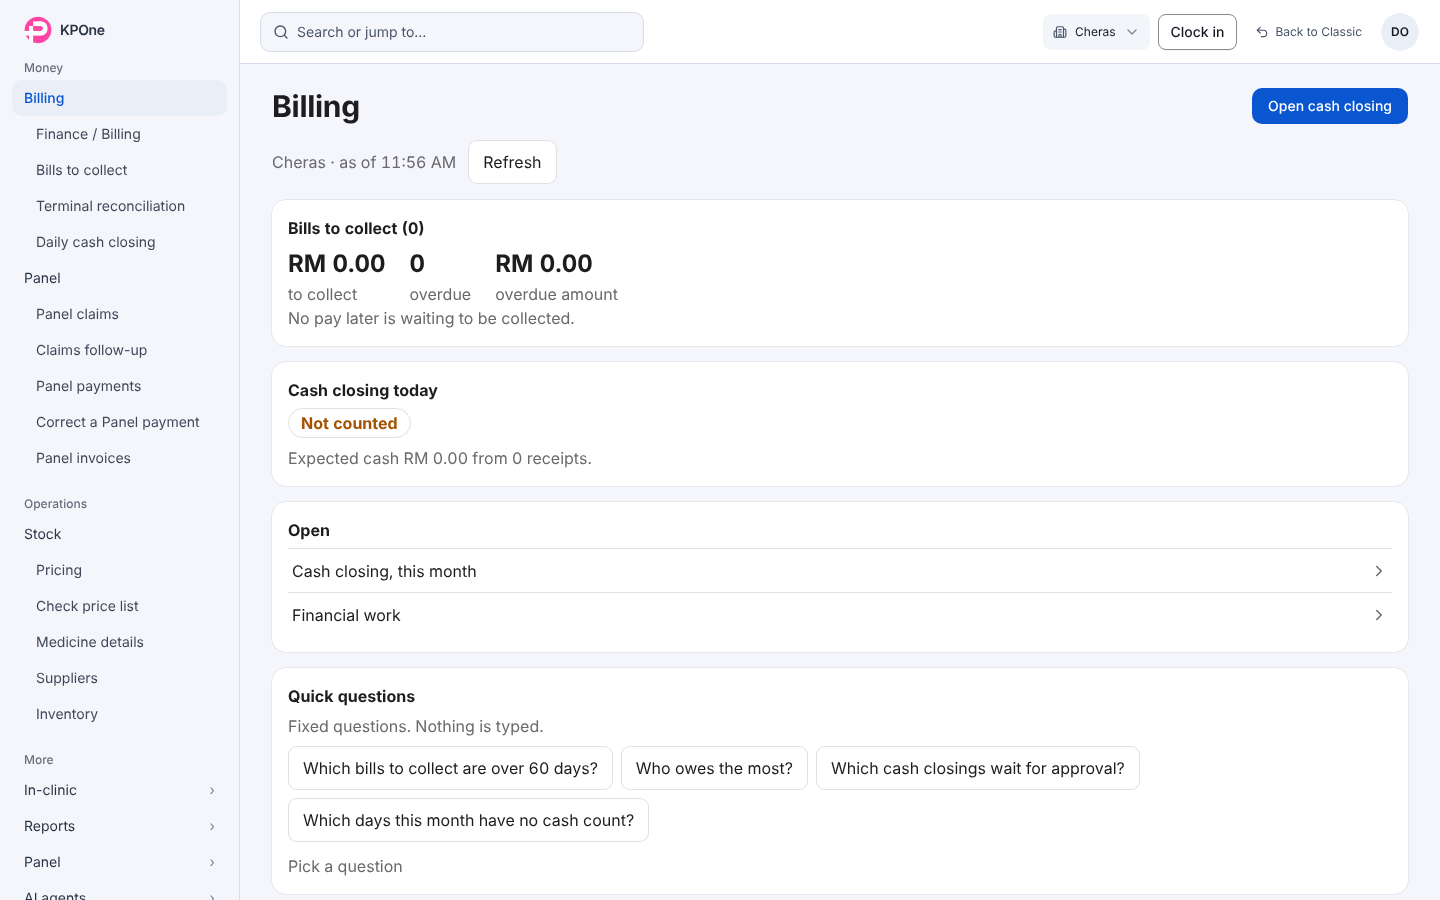 KPOne
Search or jump to...
Cheras
Clock in
Back to Classic
DO
Money
Billing
Finance / Billing
Bills to collect
Terminal reconciliation
Daily cash closing
Panel
Panel claims
Claims follow-up
Panel payments
Correct a Panel payment
Panel invoices
Operations
Stock
Pricing
Check price list
Medicine details
Suppliers
Inventory
More
In-clinic
Reports
Panel
AI agents
Billing
Open cash closing
Cheras · as of 11:56 AM
Refresh
Bills to collect (0)
RM 0.00 0 RM 0.00
to collect overdue overdue amount
No pay later is waiting to be collected.
Cash closing today
Not counted
Expected cash RM 0.00 from 0 receipts.
Open
Cash closing, this month
Financial work
Quick questions
Fixed questions. Nothing is typed.
Which bills to collect are over 60 days? Who owes the most? Which cash closings wait for approval?
Which days this month have no cash count?
Pick a question